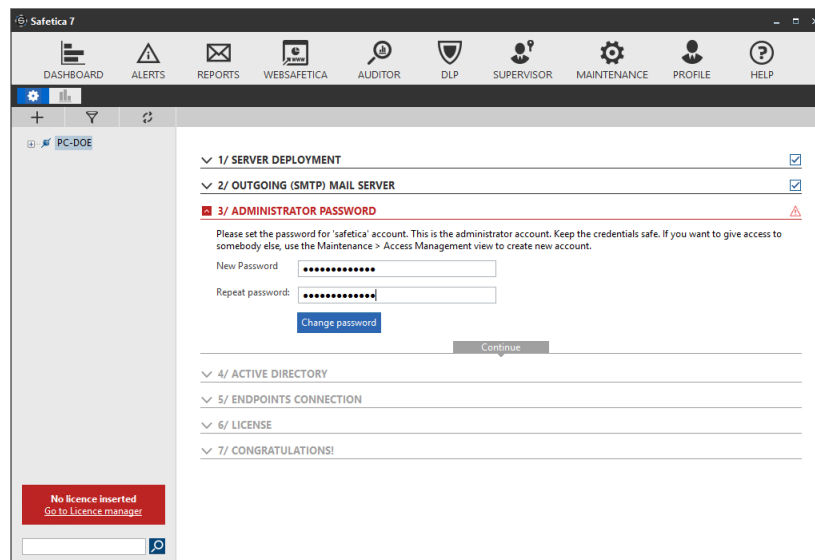 Safetica 7
DASHBOARD
ALERTS
REPORTS
WEBSAFETICA
AUDITOR
DLP
SUPERVISOR
MAINTENANCE
PROFILE
HELP
PC-DOE
1/ SERVER DEPLOYMENT
2/ OUTGOING (SMTP) MAIL SERVER
3/ ADMINISTRATOR PASSWORD
Please set the password for 'safetica' account. This is the administrator account. Keep the credentials safe. If you want to give access to
somebody else, use the Maintenance > Access Management view to create new
account.
New Password
Repeat password:
Change password
Continue
4/ ACTIVE DIRECTORY
5/ ENDPOINTS CONNECTION
6/ LICENSE
7/ CONGRATULATIONS!
No licence inserted
Go to Licence manager